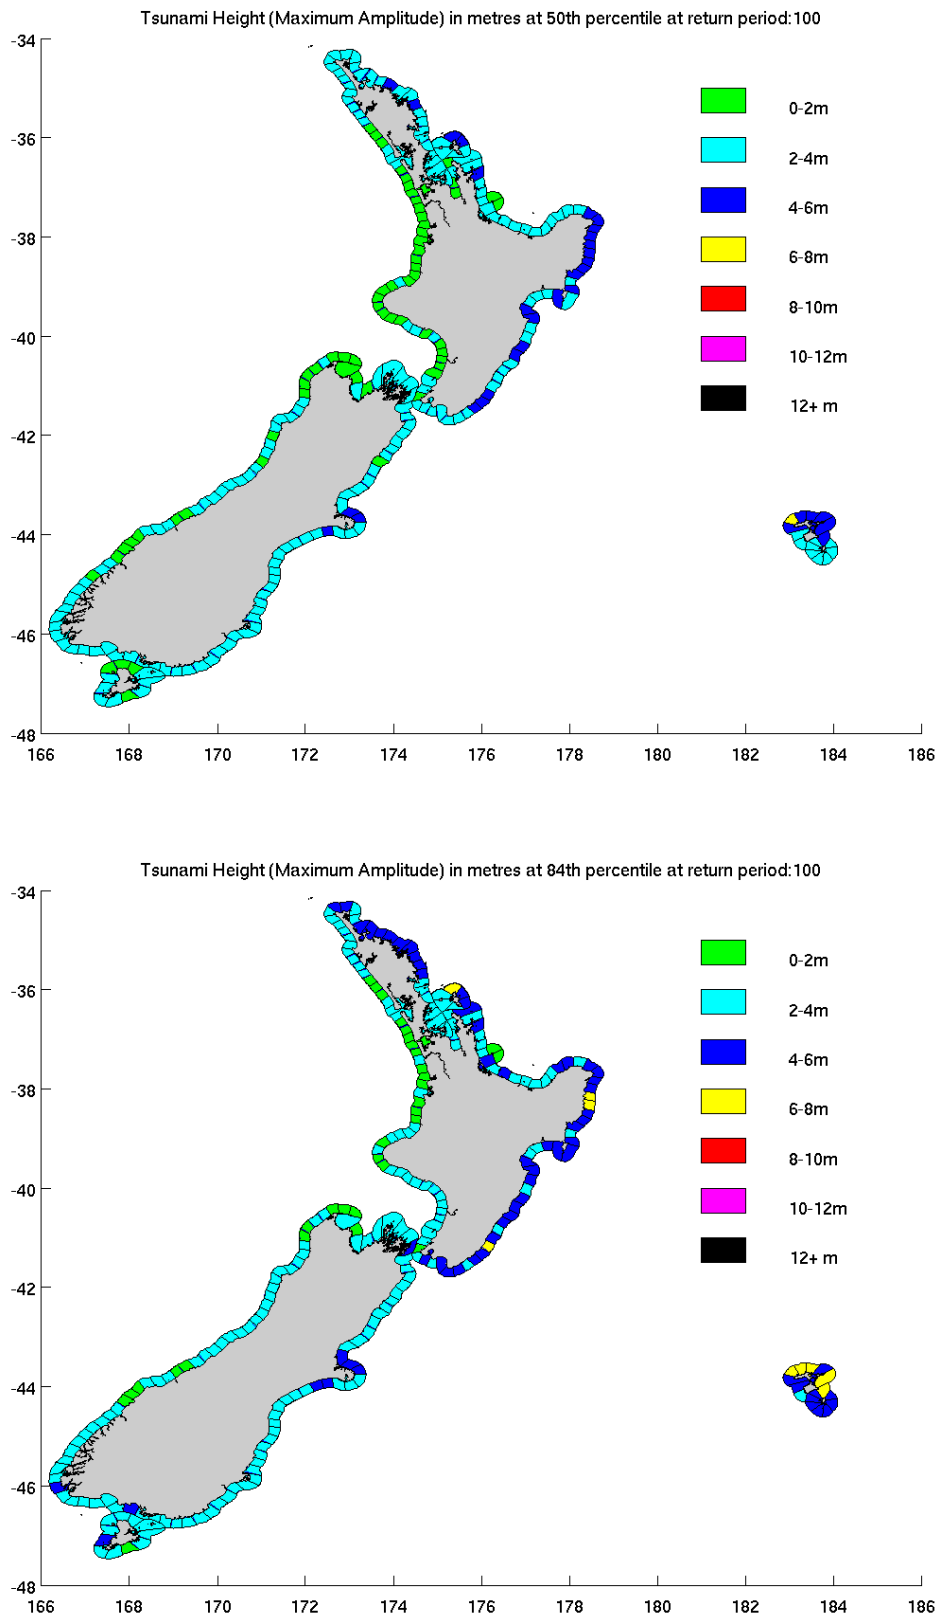 Tsunami Height (Maximum Amplitude) in metres at 50th percentile at return period:100
-34
-36
-38
-40
-42
-44
-46
-48
166 168 170 172 174 176 178 180 182 184 186
0-2m
2-4m
4-6m
6-8m
8-10m
10-12m
12+ m
Tsunami Height (Maximum Amplitude) in metres at 84th percentile at return period:100
-34
-36
-38
-40
-42
-44
-46
-48
166 168 170 172 174 176 178 180 182 184 186
0-2m
2-4m
4-6m
6-8m
8-10m
10-12m
12+ m